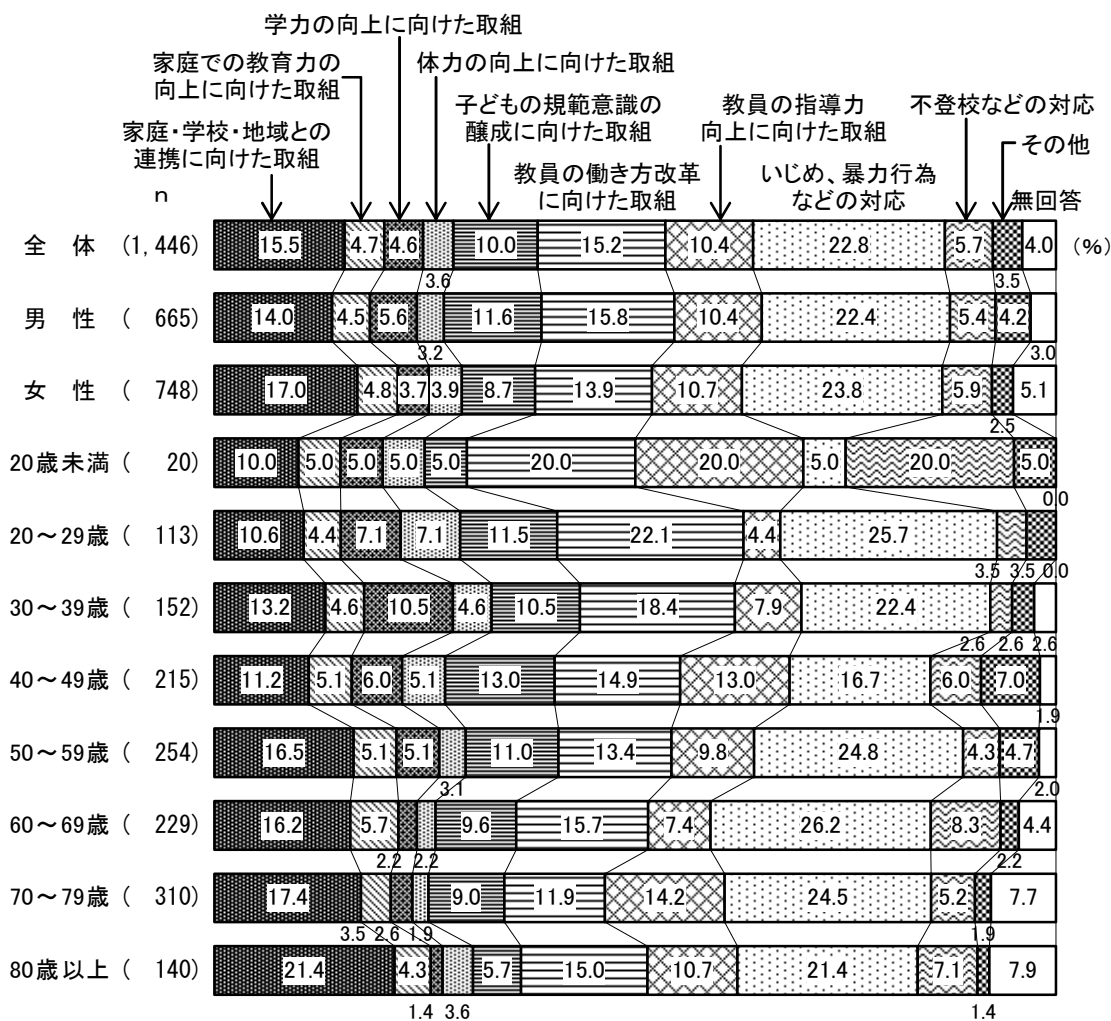 学力の向上に向けた取組
家庭での教育力の
向上に向けた取組
体力の向上に向けた取組
家庭・学校・地域との
連携に向けた取組
子どもの規範意識の
醸成に向けた取組
教員の働き方改革
に向けた取組
教員の指導力
向上に向けた取組
いじめ、暴力行為
などの対応
不登校などの対応
その他
無回答
n
(%)
全 体 (1,446) 15.5 4.7 4.6 3.6 10.0 15.2 10.4 22.8 5.7 3.5 4.0
男 性 ( 665) 14.0 4.5 5.6 3.2 11.6 15.8 10.4 22.4 5.4 4.2 3.0
女 性 ( 748) 17.0 4.8 3.7 3.9 8.7 13.9 10.7 23.8 5.9 2.5 5.1
20歳未満 ( 20) 10.0 5.0 5.0 5.0 5.0 20.0 20.0 5.0 20.0 5.0 0.0
20～29歳 ( 113) 10.6 4.4 7.1 7.1 11.5 22.1 4.4 25.7 3.5 3.5 0.0
30～39歳 ( 152) 13.2 4.6 10.5 4.6 10.5 18.4 7.9 22.4 2.6 2.6 2.6
40～49歳 ( 215) 11.2 5.1 6.0 5.1 13.0 14.9 13.0 16.7 6.0 7.0 1.9
50～59歳 ( 254) 16.5 5.1 5.1 3.1 11.0 13.4 9.8 24.8 4.3 4.7 2.0
60～69歳 ( 229) 16.2 5.7 2.2 2.2 9.6 15.7 7.4 26.2 8.3 2.2 4.4
70～79歳 ( 310) 17.4 3.5 2.6 1.9 9.0 11.9 14.2 24.5 5.2 1.9 7.7
80歳以上 ( 140) 21.4 4.3 1.4 3.6 5.7 15.0 10.7 21.4 7.1 1.4 7.9